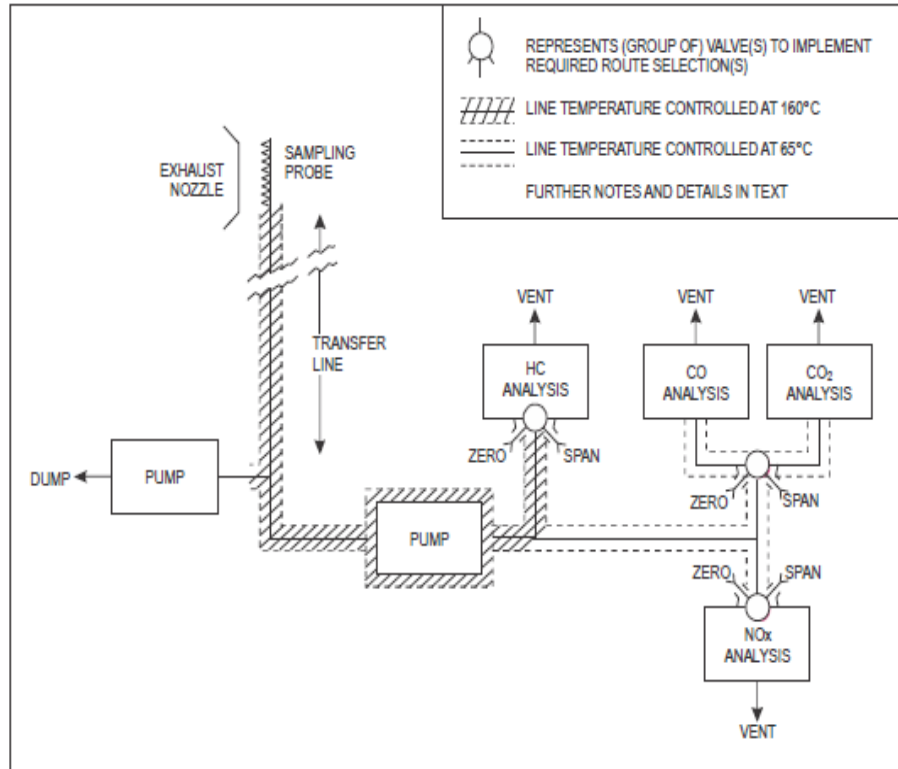 REPRESENTS (GROUP OF) VALVE(S) TO IMPLEMENT
REQUIRED ROUTE SELECTION(S)
LINE TEMPERATURE CONTROLLED AT 160°C
LINE TEMPERATURE CONTROLLED AT 65°C
FURTHER NOTES AND DETAILS IN TEXT
EXHAUST
NOZZLE
SAMPLING
PROBE
TRANSFER
LINE
VENT
VENT
VENT
HC
ANALYSIS
CO
ANALYSIS
CO₂
ANALYSIS
ZERO
SPAN
ZERO
SPAN
DUMP
PUMP
PUMP
ZERO
SPAN
NOx
ANALYSIS
VENT